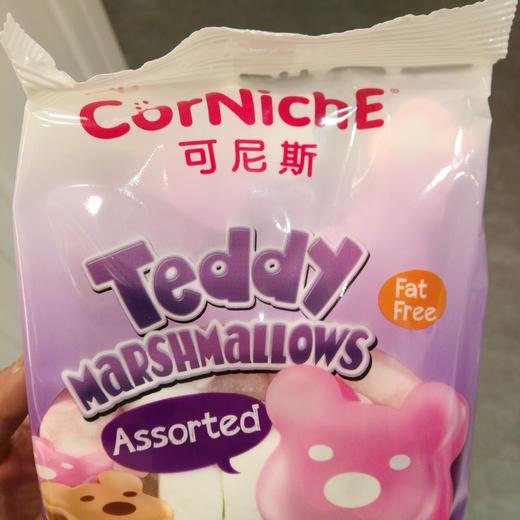 CorNichE®
可尼斯
Teddy
MARSHMALLOWS
Fat
Free
Assorted